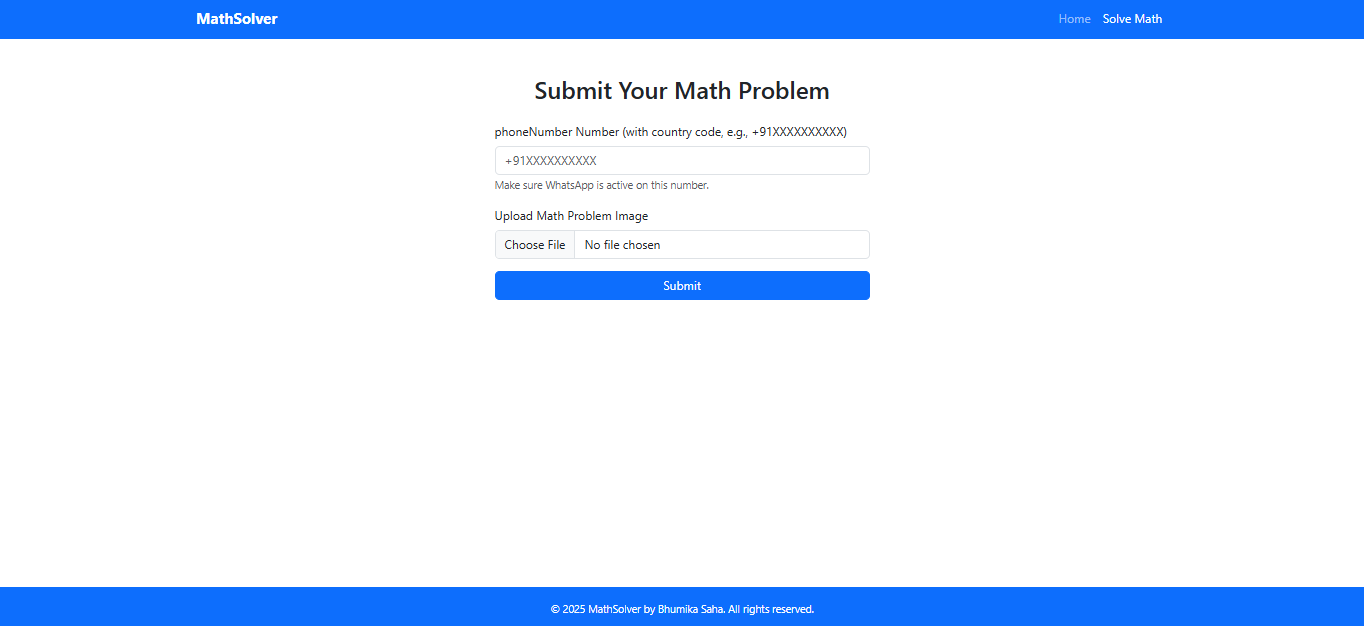 MathSolver
Home Solve Math
Submit Your Math Problem
phoneNumber Number (with country code, e.g., +91XXXXXXXXXX)
+91XXXXXXXXXX
Make sure WhatsApp is active on this number.
Upload Math Problem Image
Choose File No file chosen
Submit
© 2025 MathSolver by Bhumika Saha. All rights reserved.